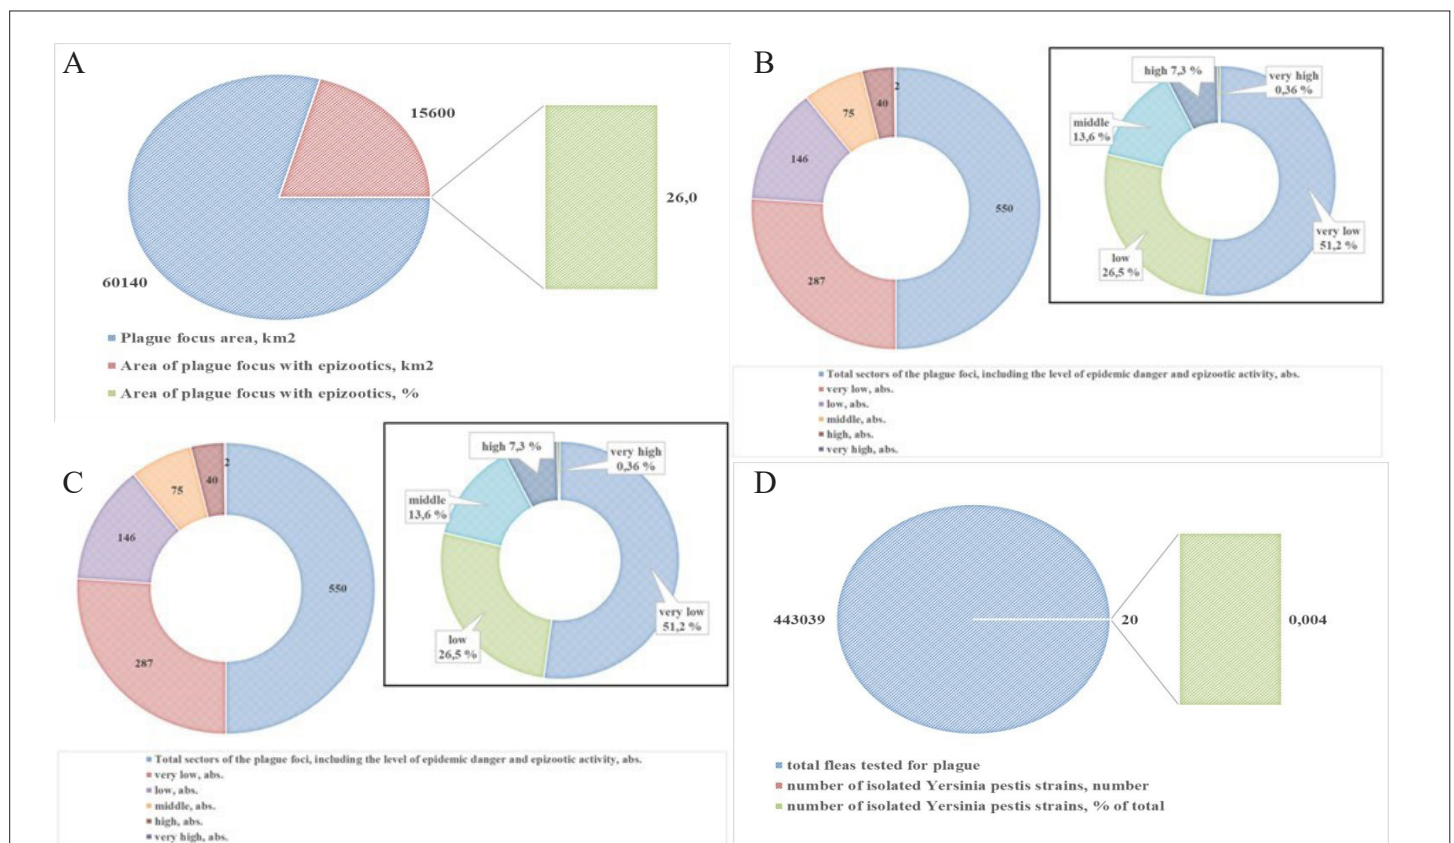 A
15600
26,0
60140
Plague focus area, km2
Area of plague focus with epizootics, km2
Area of plague focus with epizootics, %
B
2
40
75
146
550
287
high 7,3 %
very high
0,36 %
middle
13,6 %
very low
51,2 %
low
26,5 %
Total sectors of the plague foci, including the level of epidemic danger and epizootic activity, abs.
very low, abs.
low, abs.
middle, abs.
high, abs.
very high, abs.
C
2
40
75
146
550
287
high 7,3 %
very high
0,36 %
middle
13,6 %
very low
51,2 %
low
26,5 %
Total sectors of the plague foci, including the level of epidemic danger and epizootic activity, abs.
very low, abs.
low, abs.
middle, abs.
high, abs.
very high, abs.
D
443039
20
0,004
total fleas tested for plague
number of isolated Yersinia pestis strains, number
number of isolated Yersinia pestis strains, % of total